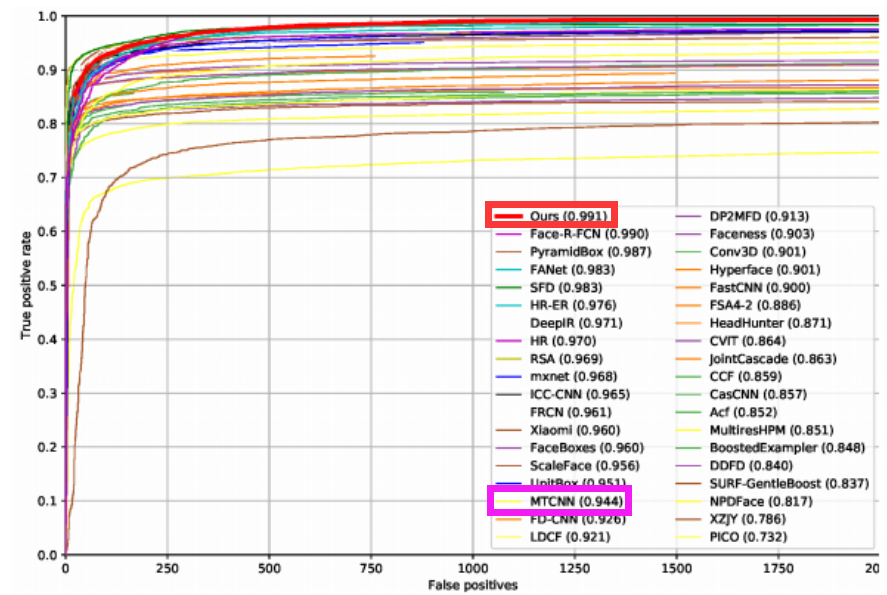 1.0
0.9
0.8
0.7
0.6
0.5
0.4
0.3
0.2
0.1
0.0
True positive rate
0
250
500
750
1000
1250
1500
1750
2000
False positives
Ours (0.991)
Face-R-FCN (0.990)
PyramidBox (0.987)
FANet (0.983)
SFD (0.983)
HR-ER (0.976)
DeepIR (0.971)
HR (0.970)
RSA (0.969)
mxnet (0.968)
ICC-CNN (0.965)
FRCN (0.961)
Xiaomi (0.960)
FaceBoxes (0.960)
ScaleFace (0.956)
UnitBox (0.951)
MTCNN (0.944)
FD-CNN (0.926)
LDCF (0.921)
DP2MFD (0.913)
Faceness (0.903)
Conv3D (0.901)
Hyperface (0.901)
FastCNN (0.900)
FSA4-2 (0.886)
HeadHunter (0.871)
CVIT (0.864)
JointCascade (0.863)
CCF (0.859)
CasCNN (0.857)
Acf (0.852)
MultiresHPM (0.851)
BoostedExampler (0.848)
DDFD (0.840)
SURF-GentleBoost (0.837)
NPDFace (0.817)
XZJY (0.786)
PICO (0.732)